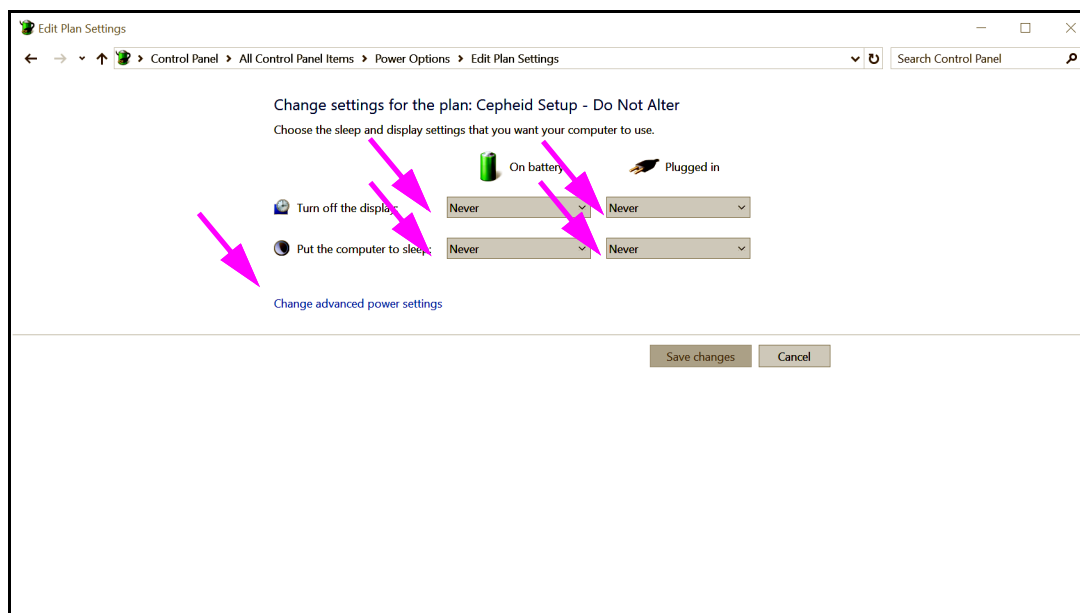 Edit Plan Settings
Control Panel > All Control Panel Items > Power Options > Edit Plan Settings
Search Control Panel
Change settings for the plan: Cepheid Setup - Do Not Alter
Choose the sleep and display settings that you want your computer to use.
On battery
Plugged in
Turn off the display:
Never
Never
Put the computer to sleep:
Never
Never
Change advanced power settings
Save changes
Cancel